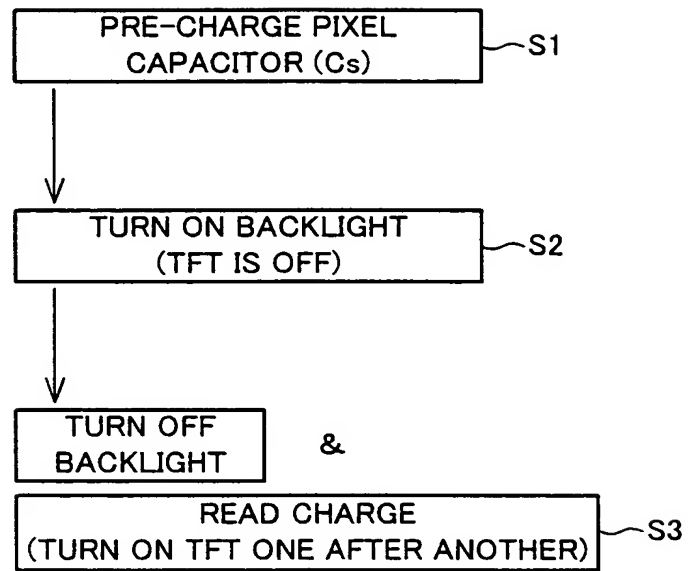 PRE-CHARGE PIXEL
CAPACITOR (Cs)
S1
TURN ON BACKLIGHT
(TFT IS OFF)
S2
TURN OFF
BACKLIGHT
&
READ CHARGE
(TURN ON TFT ONE AFTER ANOTHER)
S3